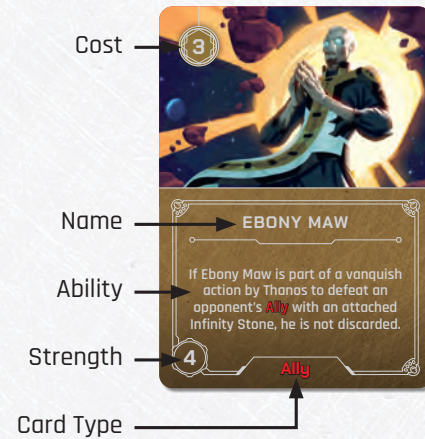 Cost
3
Name
EBONY MAW
Ability
If Ebony Maw is part of a vanquish
action by Thanos to defeat an
opponent's Ally with an attached
Infinity Stone, he is not discarded.
Strength
4
Ally
Card Type